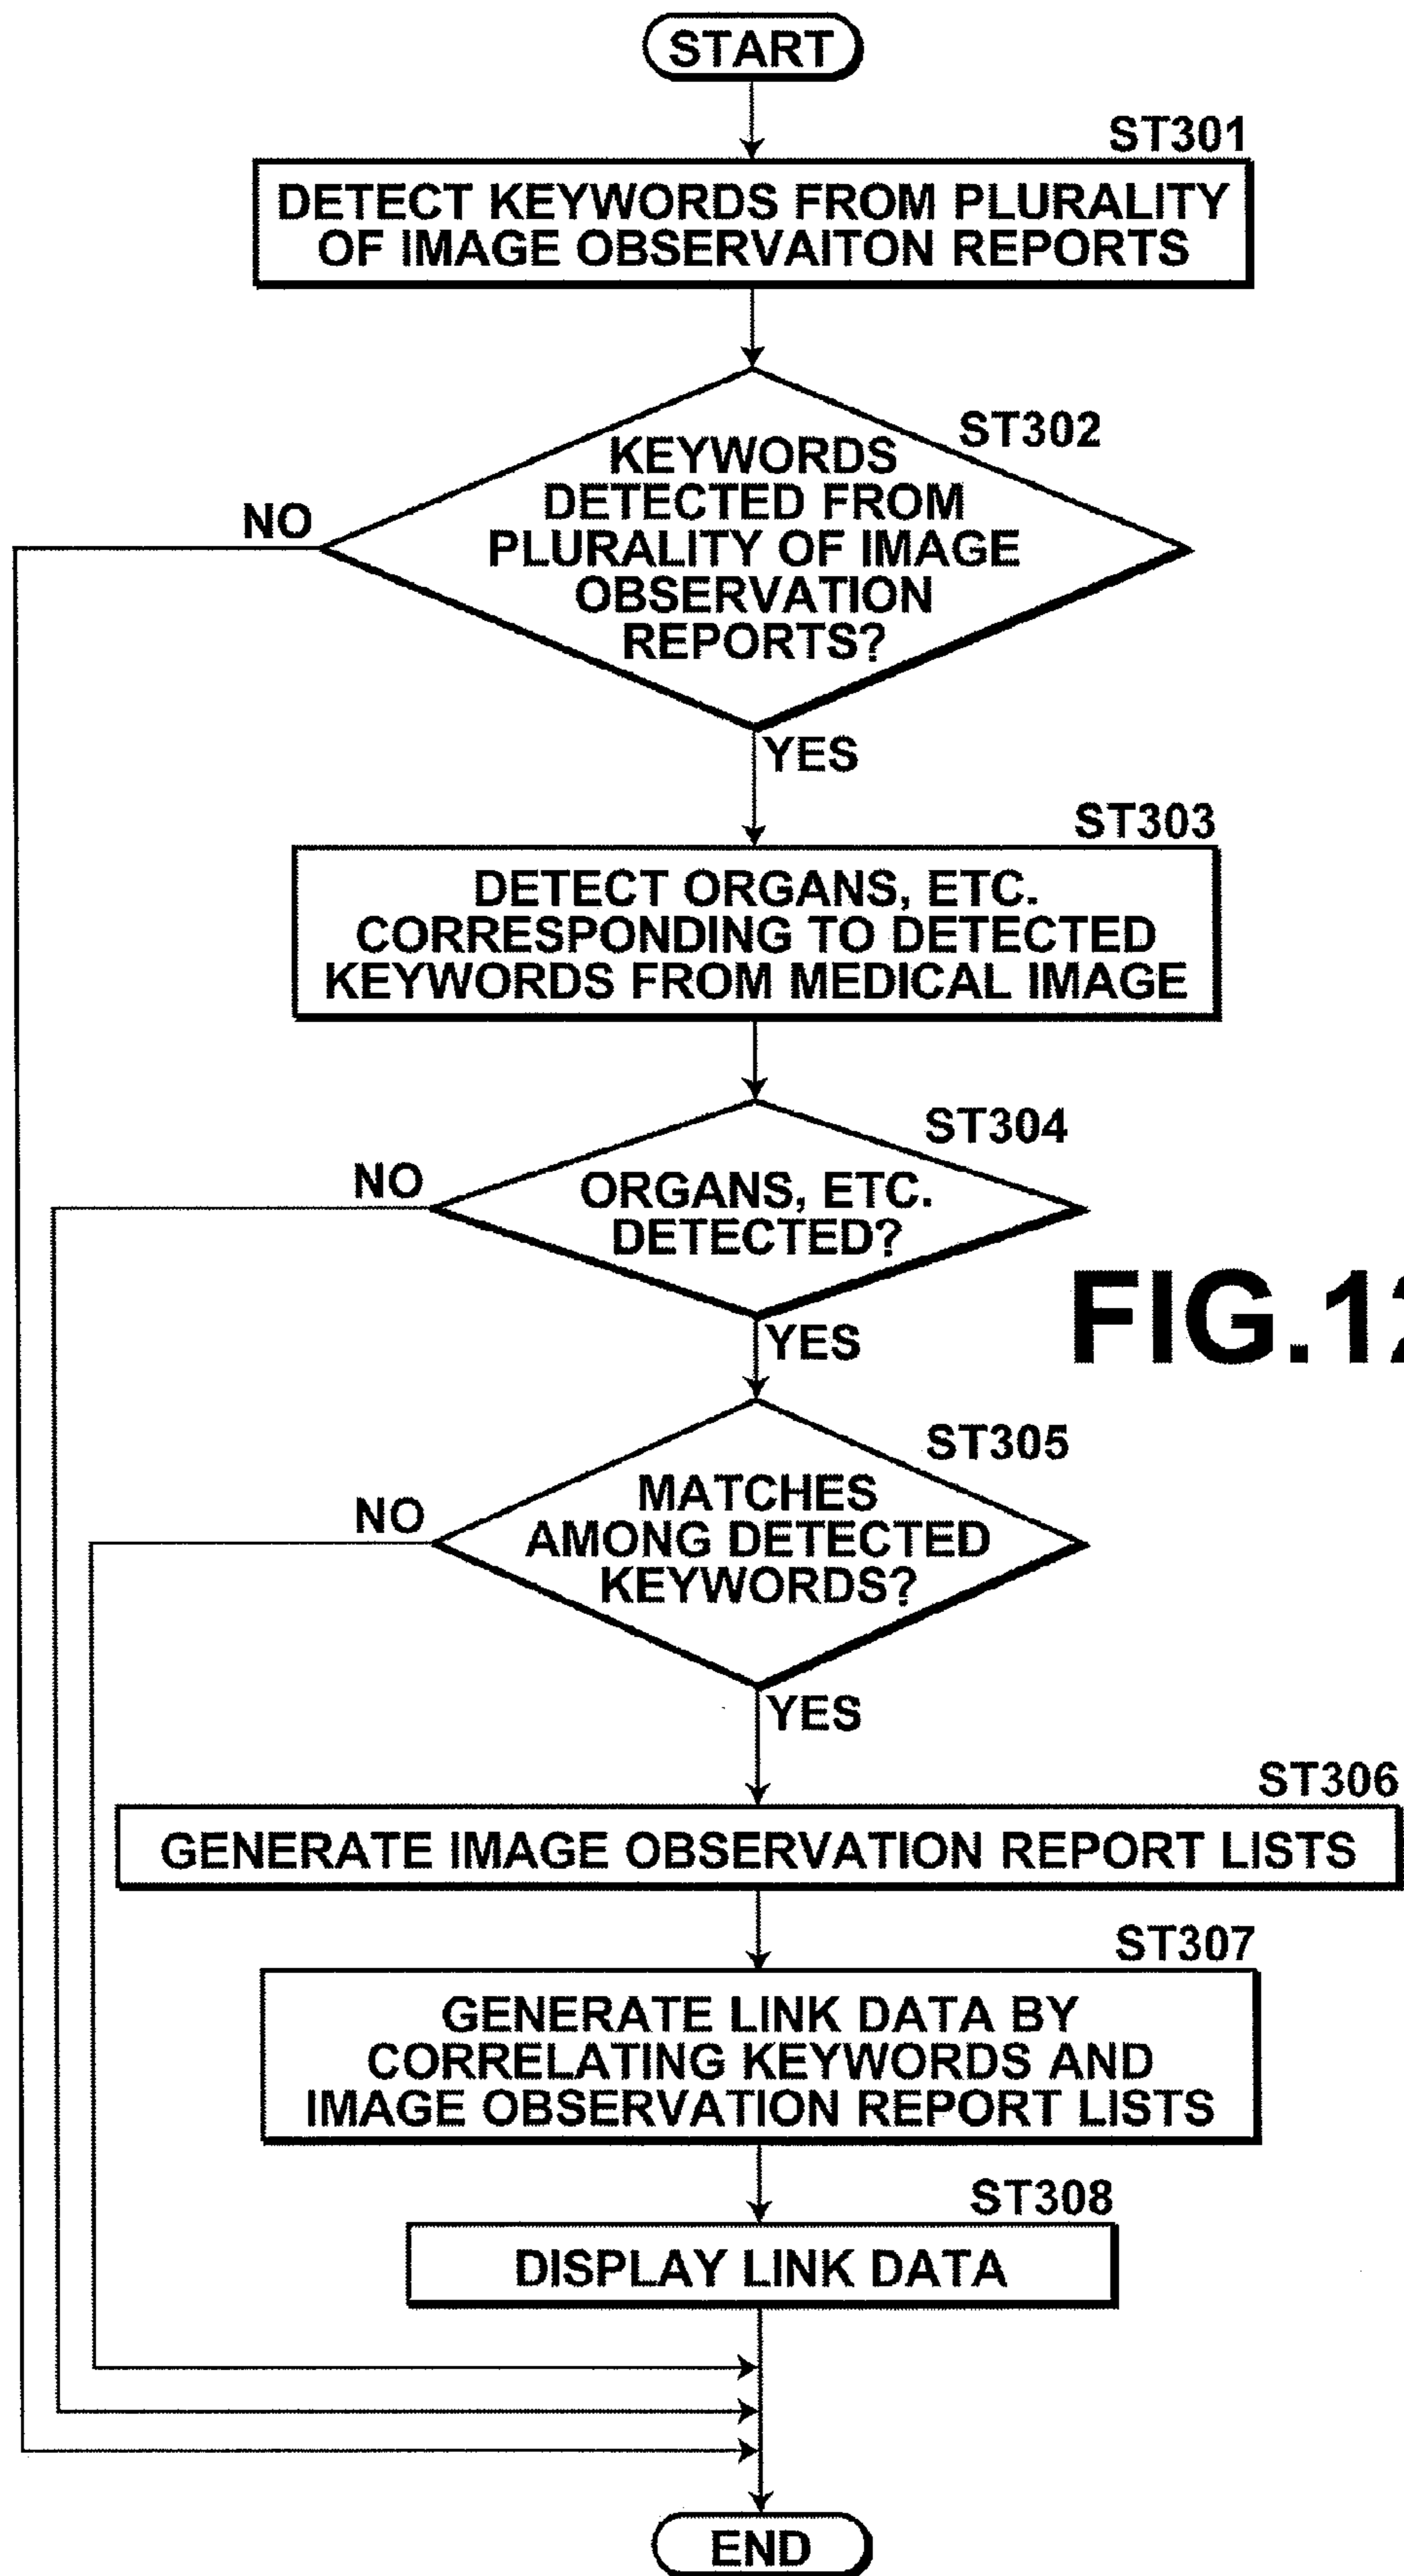 START
ST301
DETECT KEYWORDS FROM PLURALITY
OF IMAGE OBSERVAITON REPORTS
ST302
KEYWORDS
DETECTED FROM
PLURALITY OF IMAGE
OBSERVATION
REPORTS?
NO
YES
ST303
DETECT ORGANS, ETC.
CORRESPONDING TO DETECTED
KEYWORDS FROM MEDICAL IMAGE
ST304
NO
ORGANS, ETC.
DETECTED?
YES
FIG.12
ST305
NO
MATCHES
AMONG DETECTED
KEYWORDS?
YES
ST306
GENERATE IMAGE OBSERVATION REPORT LISTS
ST307
GENERATE LINK DATA BY
CORRELATING KEYWORDS AND
IMAGE OBSERVATION REPORT LISTS
ST308
DISPLAY LINK DATA
END